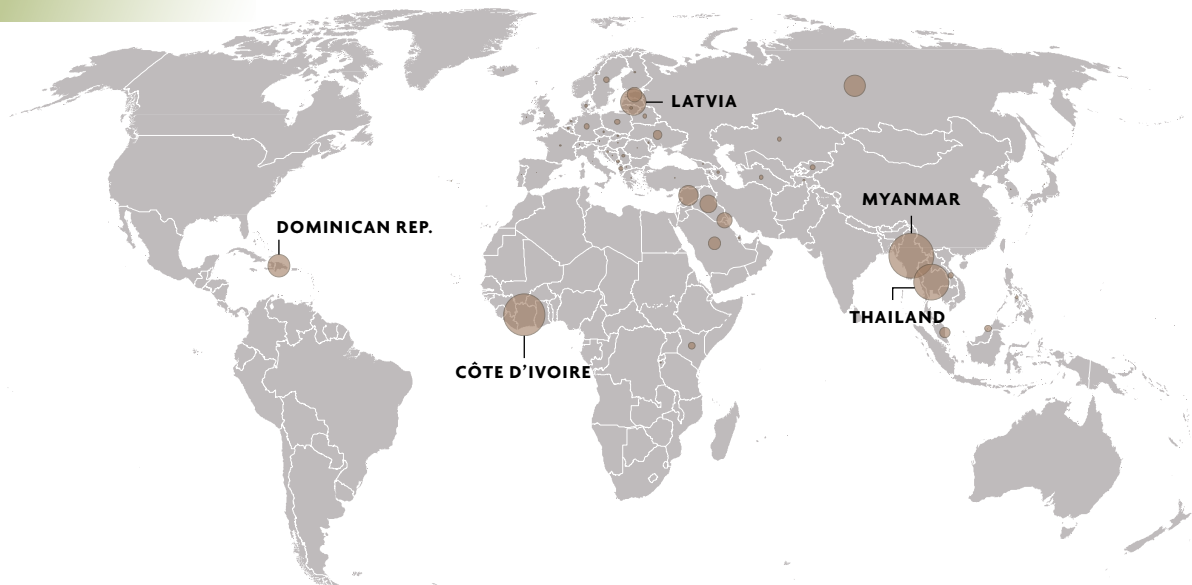 LATVIA
MYANMAR
DOMINICAN REP.
THAILAND
CÔTE D'IVOIRE